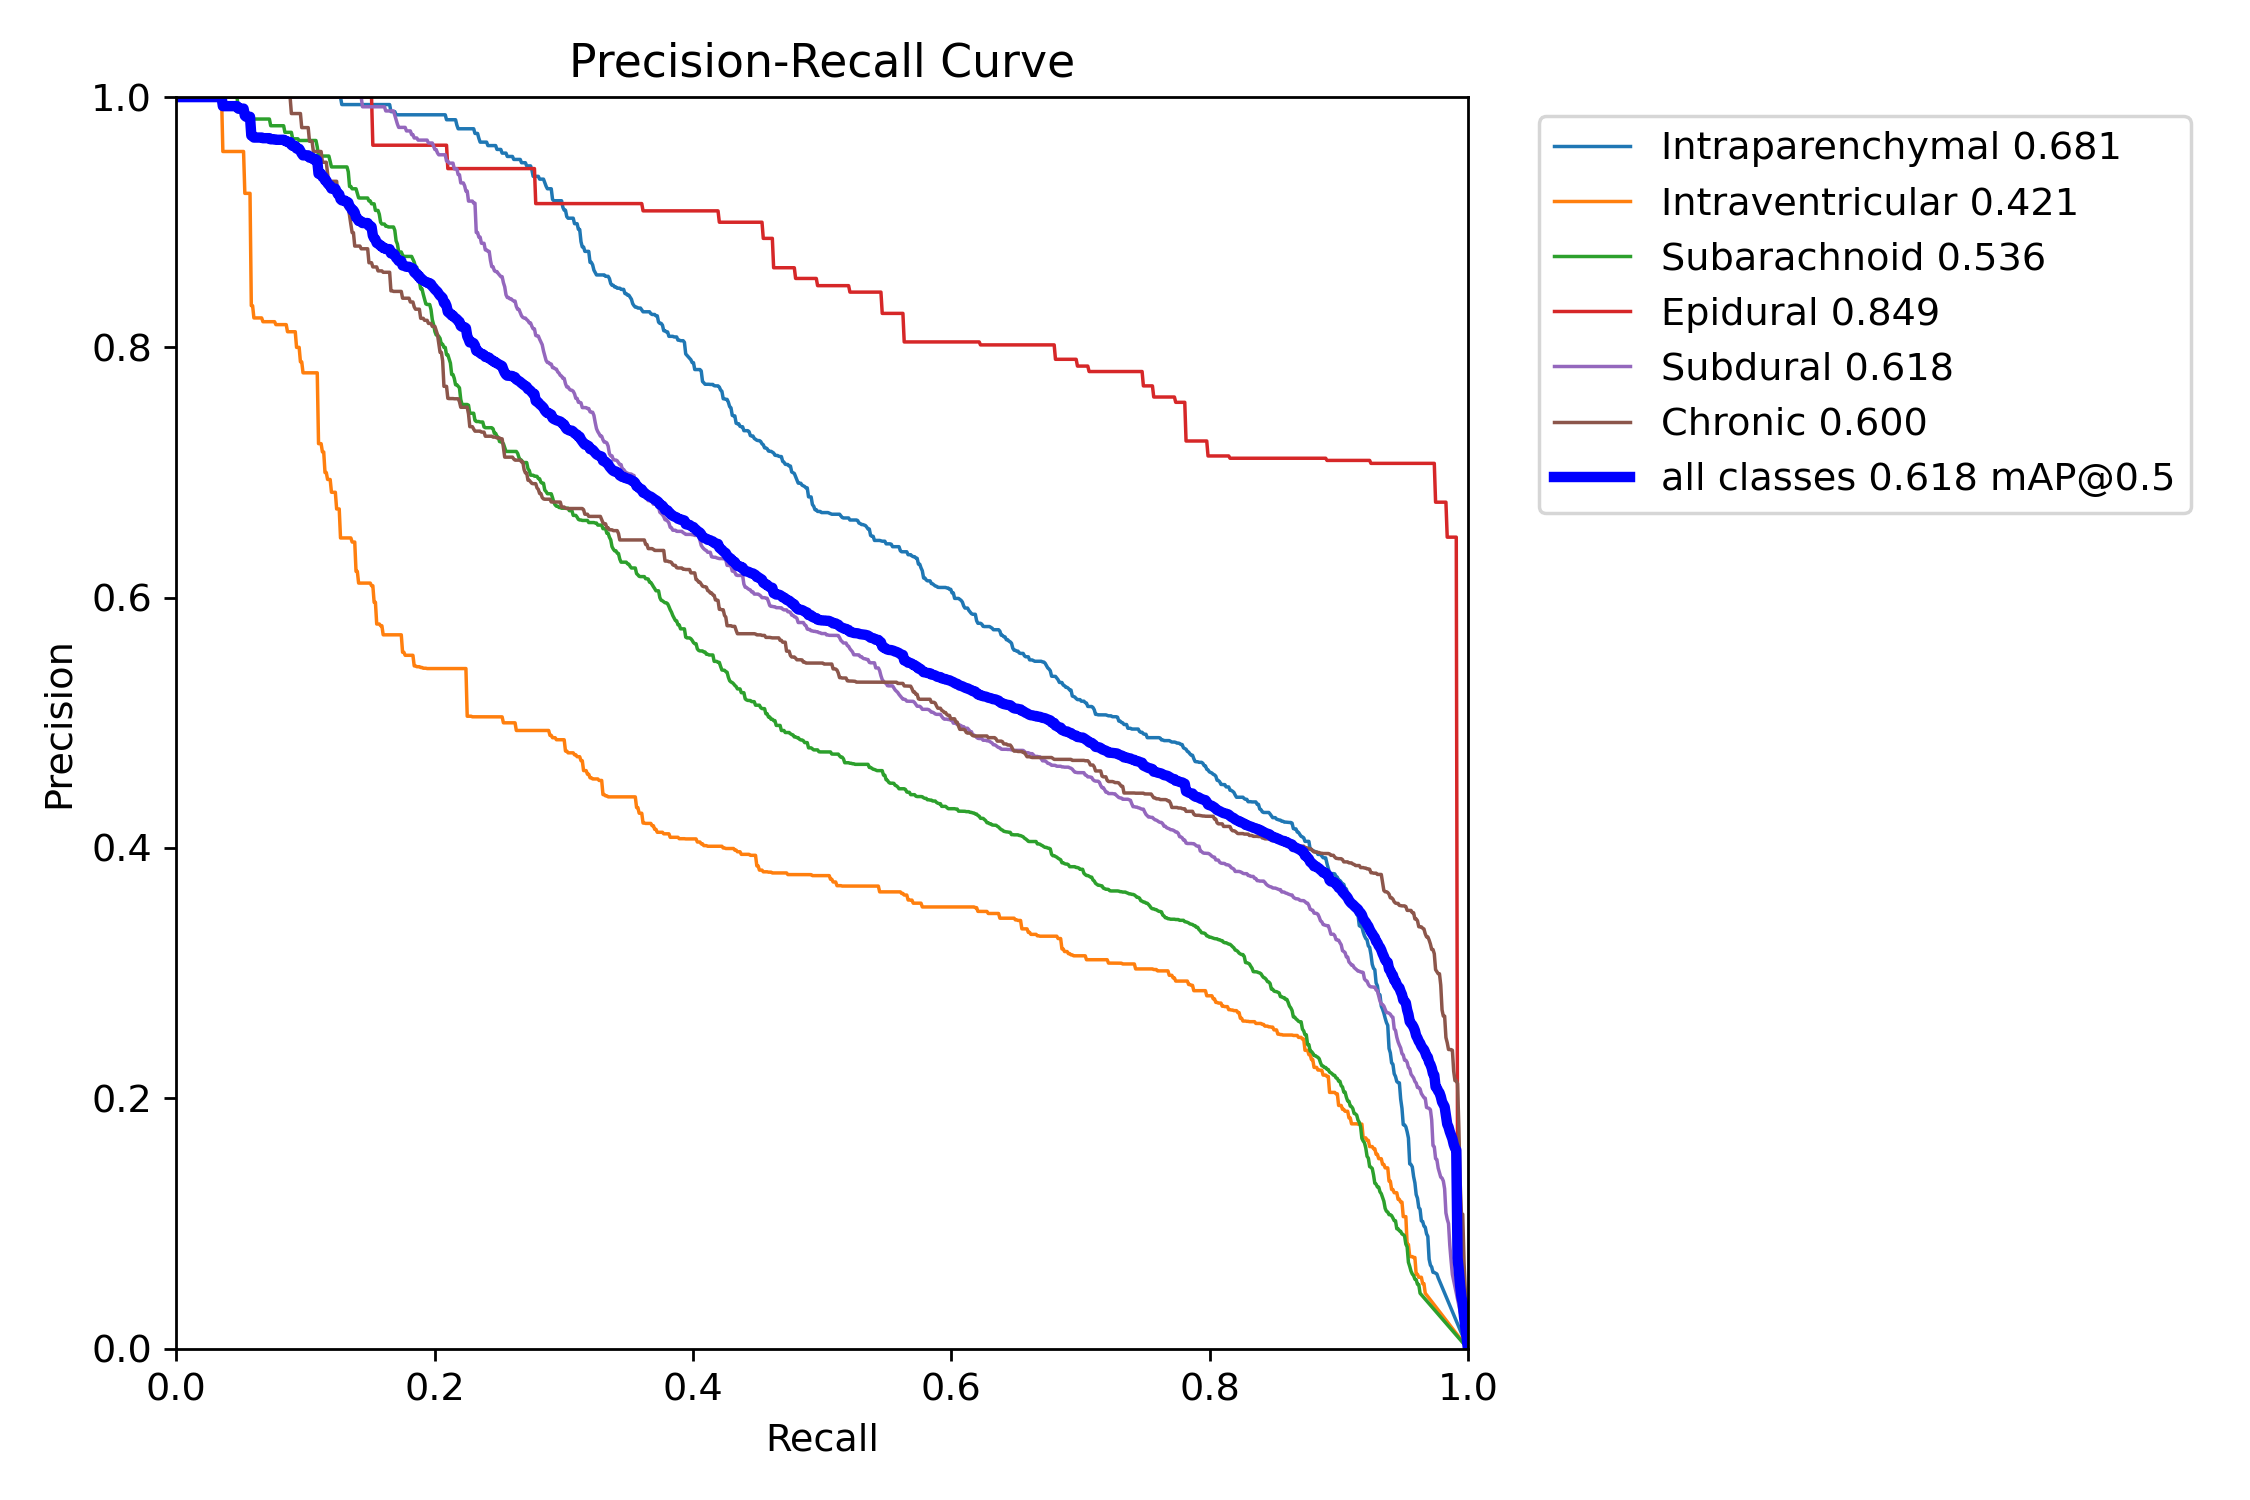 Precision-Recall Curve
1.0
0.8
0.6
0.4
0.2
0.0
Precision
0.0 0.2 0.4 0.6 0.8 1.0
Recall
Intraparenchymal 0.681
Intraventricular 0.421
Subarachnoid 0.536
Epidural 0.849
Subdural 0.618
Chronic 0.600
all classes 0.618 mAP@0.5